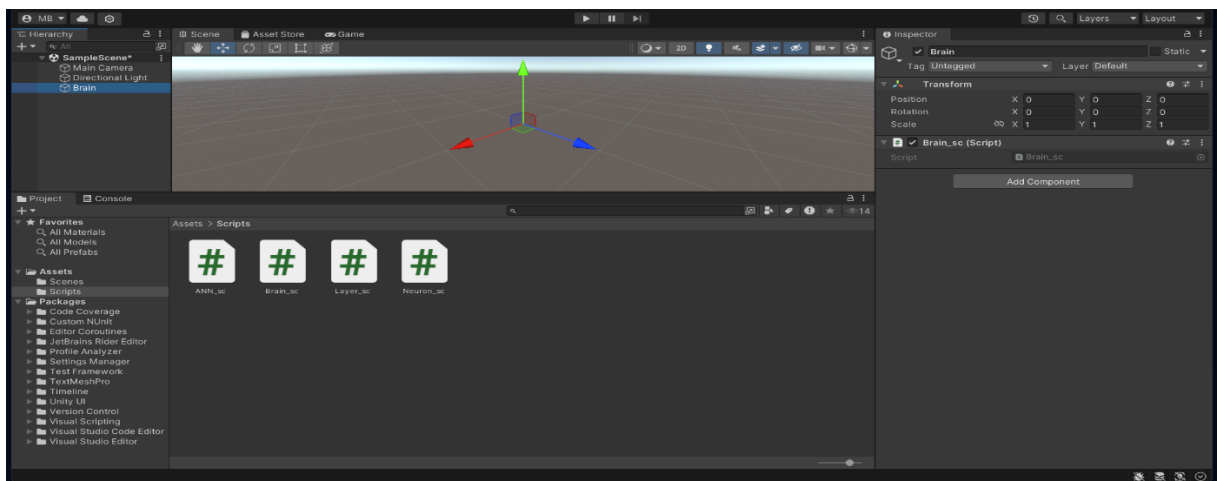 MB
Layers
Layout
Hierarchy
All
SampleScene*
Main Camera
Directional Light
Brain
Scene
Asset Store
Game
2D
Inspector
Brain
Static
Tag Untagged
Layer Default
Transform
Position X 0 Y 0 Z 0
Rotation X 0 Y 0 Z 0
Scale X 1 Y 1 Z 1
# Brain_sc (Script)
Script Brain_sc
Add Component
Project
Console
14
Favorites
All Materials
All Models
All Prefabs
Assets
Scenes
Scripts
Packages
Code Coverage
Custom NUnit
Editor Coroutines
JetBrains Rider Editor
Profile Analyzer
Settings Manager
Test Framework
TextMeshPro
Timeline
Unity UI
Version Control
Visual Scripting
Visual Studio Code Editor
Visual Studio Editor
Assets > Scripts
# # # #
ANN_sc Brain_sc Layer_sc Neuron_sc